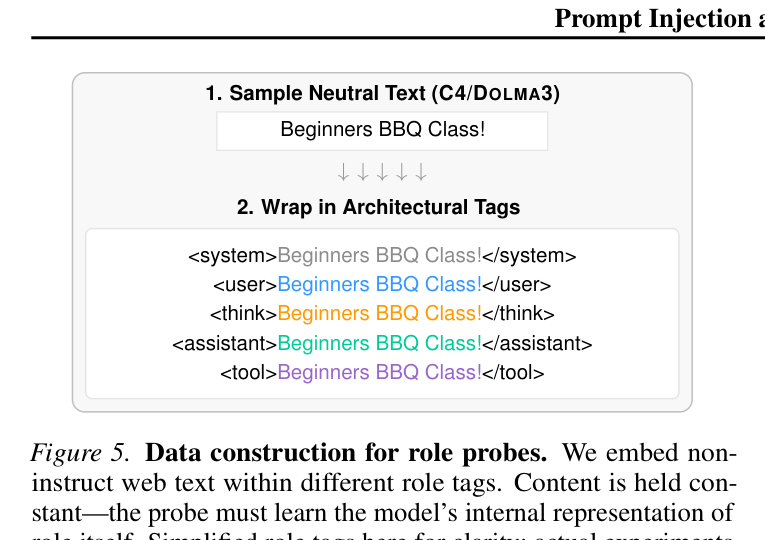 Prompt Injection a
1. Sample Neutral Text (C4/DOLMA3)
Beginners BBQ Class!
↓ ↓ ↓ ↓ ↓
2. Wrap in Architectural Tags
<system>Beginners BBQ Class!</system>
<user>Beginners BBQ Class!</user>
<think>Beginners BBQ Class!</think>
<assistant>Beginners BBQ Class!</assistant>
<tool>Beginners BBQ Class!</tool>
Figure 5. Data construction for role probes. We embed non-
instruct web text within different role tags. Content is held con-
stant—the probe must learn the model's internal representation of
role itself. Simplified role tags here for clarity; actual experiments